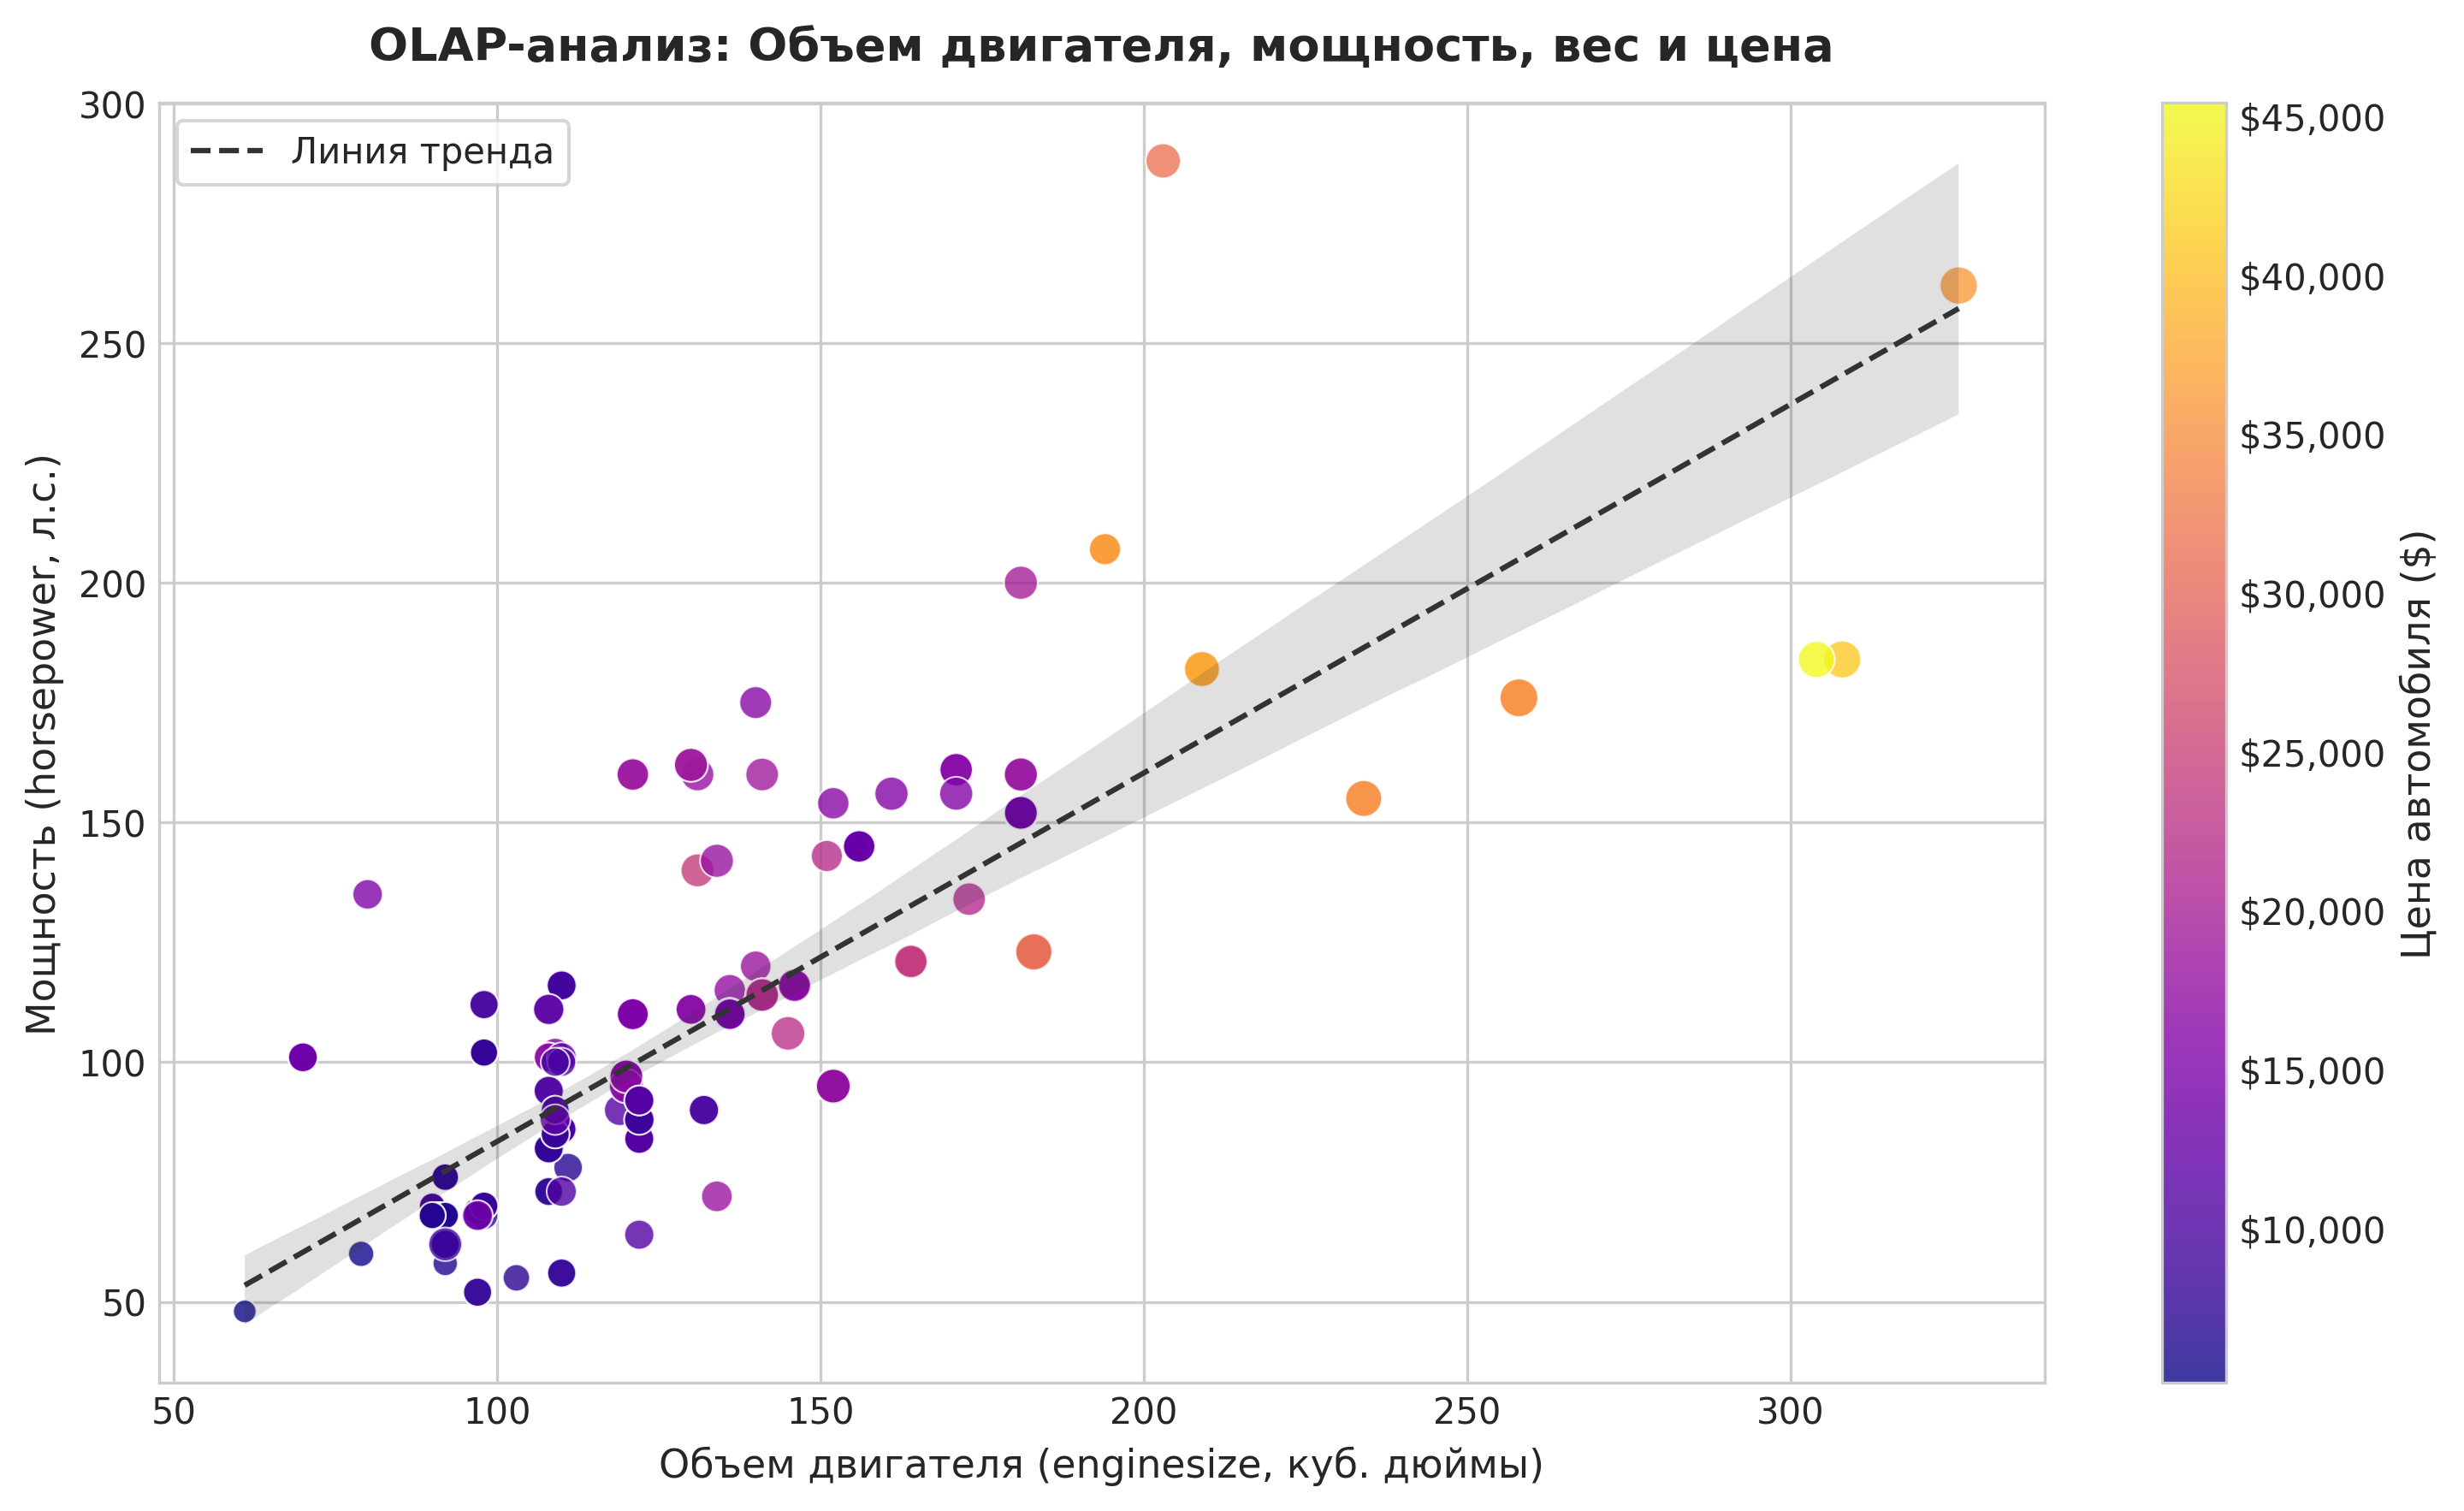 OLAP-анализ: Объем двигателя, мощность, вес и цена
Линия тренда
Мощность (horsepower, л.с.)
300
250
200
150
100
50
50 100 150 200 250 300
Объем двигателя (enginesize, куб. дюймы)
$45,000
$40,000
$35,000
$30,000
$25,000
$20,000
$15,000
$10,000
Цена автомобиля ($)